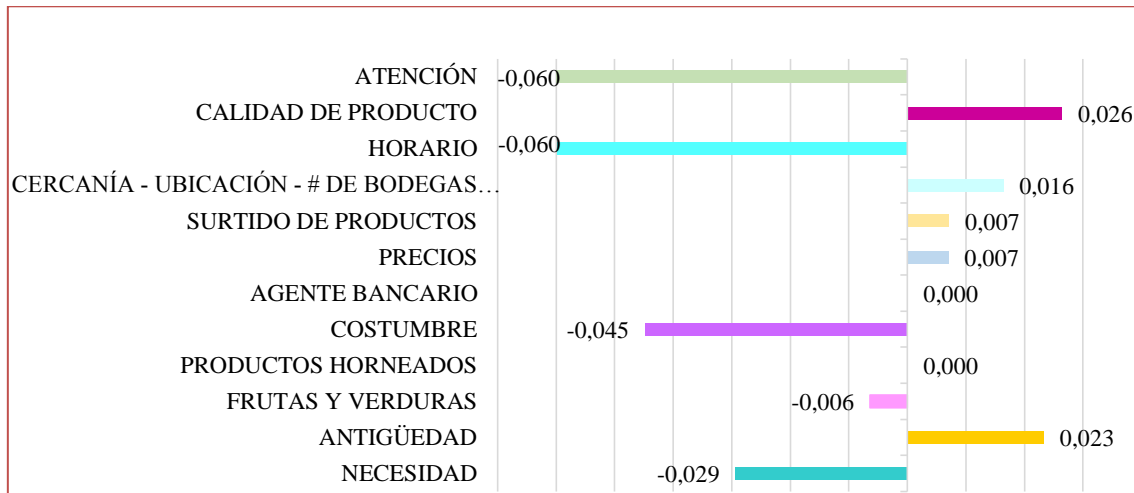 ATENCIÓN -0,060
CALIDAD DE PRODUCTO 0,026
HORARIO -0,060
CERCANÍA - UBICACIÓN - # DE BODEGAS… 0,016
SURTIDO DE PRODUCTOS 0,007
PRECIOS 0,007
AGENTE BANCARIO 0,000
COSTUMBRE -0,045
PRODUCTOS HORNEADOS 0,000
FRUTAS Y VERDURAS -0,006
ANTIGÜEDAD 0,023
NECESIDAD -0,029